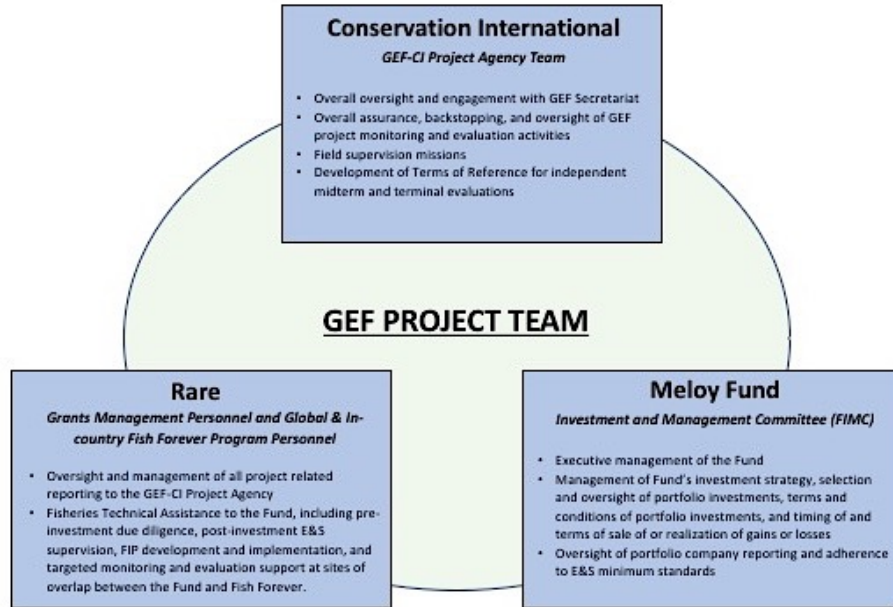 Conservation International
GEF-CI Project Agency Team
• Overall oversight and engagement with GEF Secretariat
• Overall assurance, backstopping, and oversight of GEF
project monitoring and evaluation activities
• Field supervision missions
• Development of Terms of Reference for independent
midterm and terminal evaluations
GEF PROJECT TEAM
Rare
Grants Management Personnel and Global & In-
country Fish Forever Program Personnel
• Oversight and management of all project related
reporting to the GEF-CI Project Agency
• Fisheries Technical Assistance to the Fund, including pre-
investment due diligence, post-investment E&S
supervision, FIP development and implementation, and
targeted monitoring and evaluation support at sites of
overlap between the Fund and Fish Forever.
Meloy Fund
Investment and Management Committee (FIMC)
• Executive management of the Fund
• Management of Fund's investment strategy, selection
and oversight of portfolio investments, terms and
conditions of portfolio investments, and timing of and
terms of sale of or realization of gains or losses
• Oversight of portfolio company reporting and adherence
to E&S minimum standards